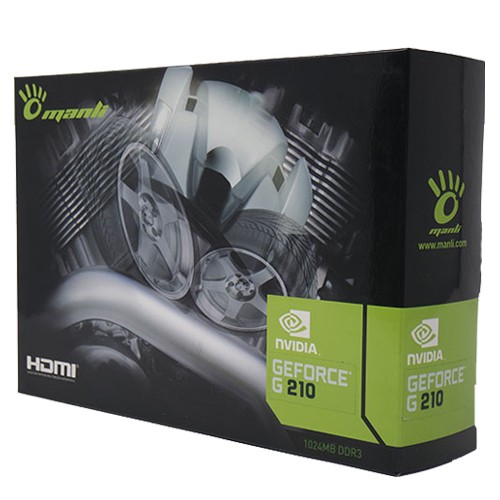 manli
HDMI
NVIDIA
GEFORCE
G 210
1024MB DDR3
manli
www.manli.com
NVIDIA
GEFORCE
G 210